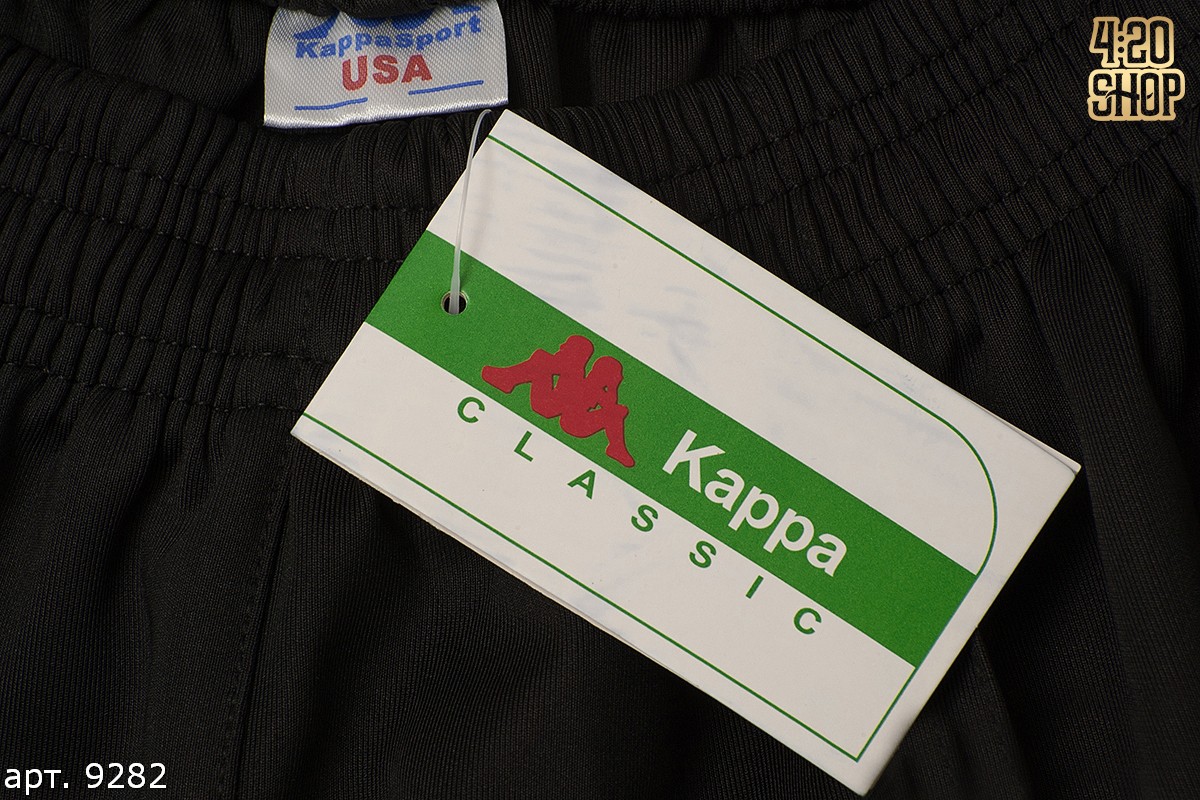 KappaSport
USA
4:20
SHOP
Kappa
CLASSIC
арт. 9282